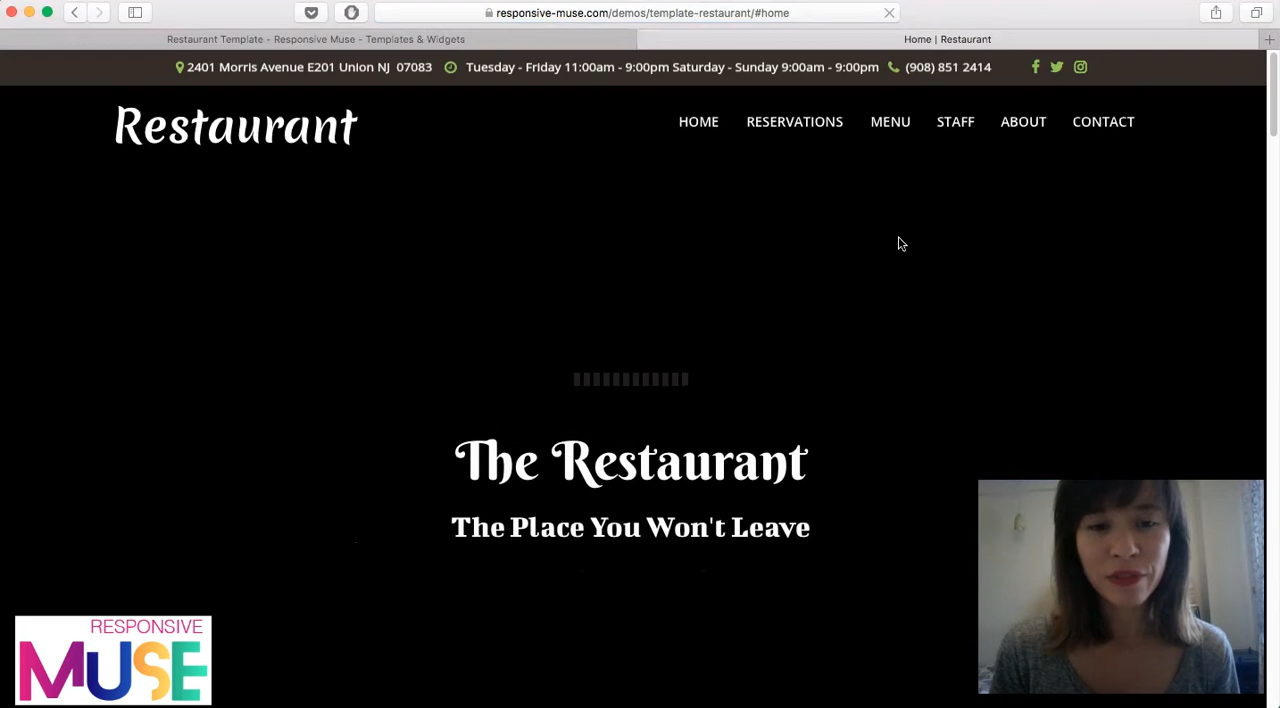 responsive-muse.com/demos/template-restaurant/#home
Restaurant Template - Responsive Muse - Templates & Widgets
Home | Restaurant
2401 Morris Avenue E201 Union NJ 07083 Tuesday - Friday 11:00am - 9:00pm Saturday - Sunday 9:00am - 9:00pm (908) 851 2414
Restaurant
HOME RESERVATIONS MENU STAFF ABOUT CONTACT
The Restaurant
The Place You Won't Leave
RESPONSIVE
MUSE